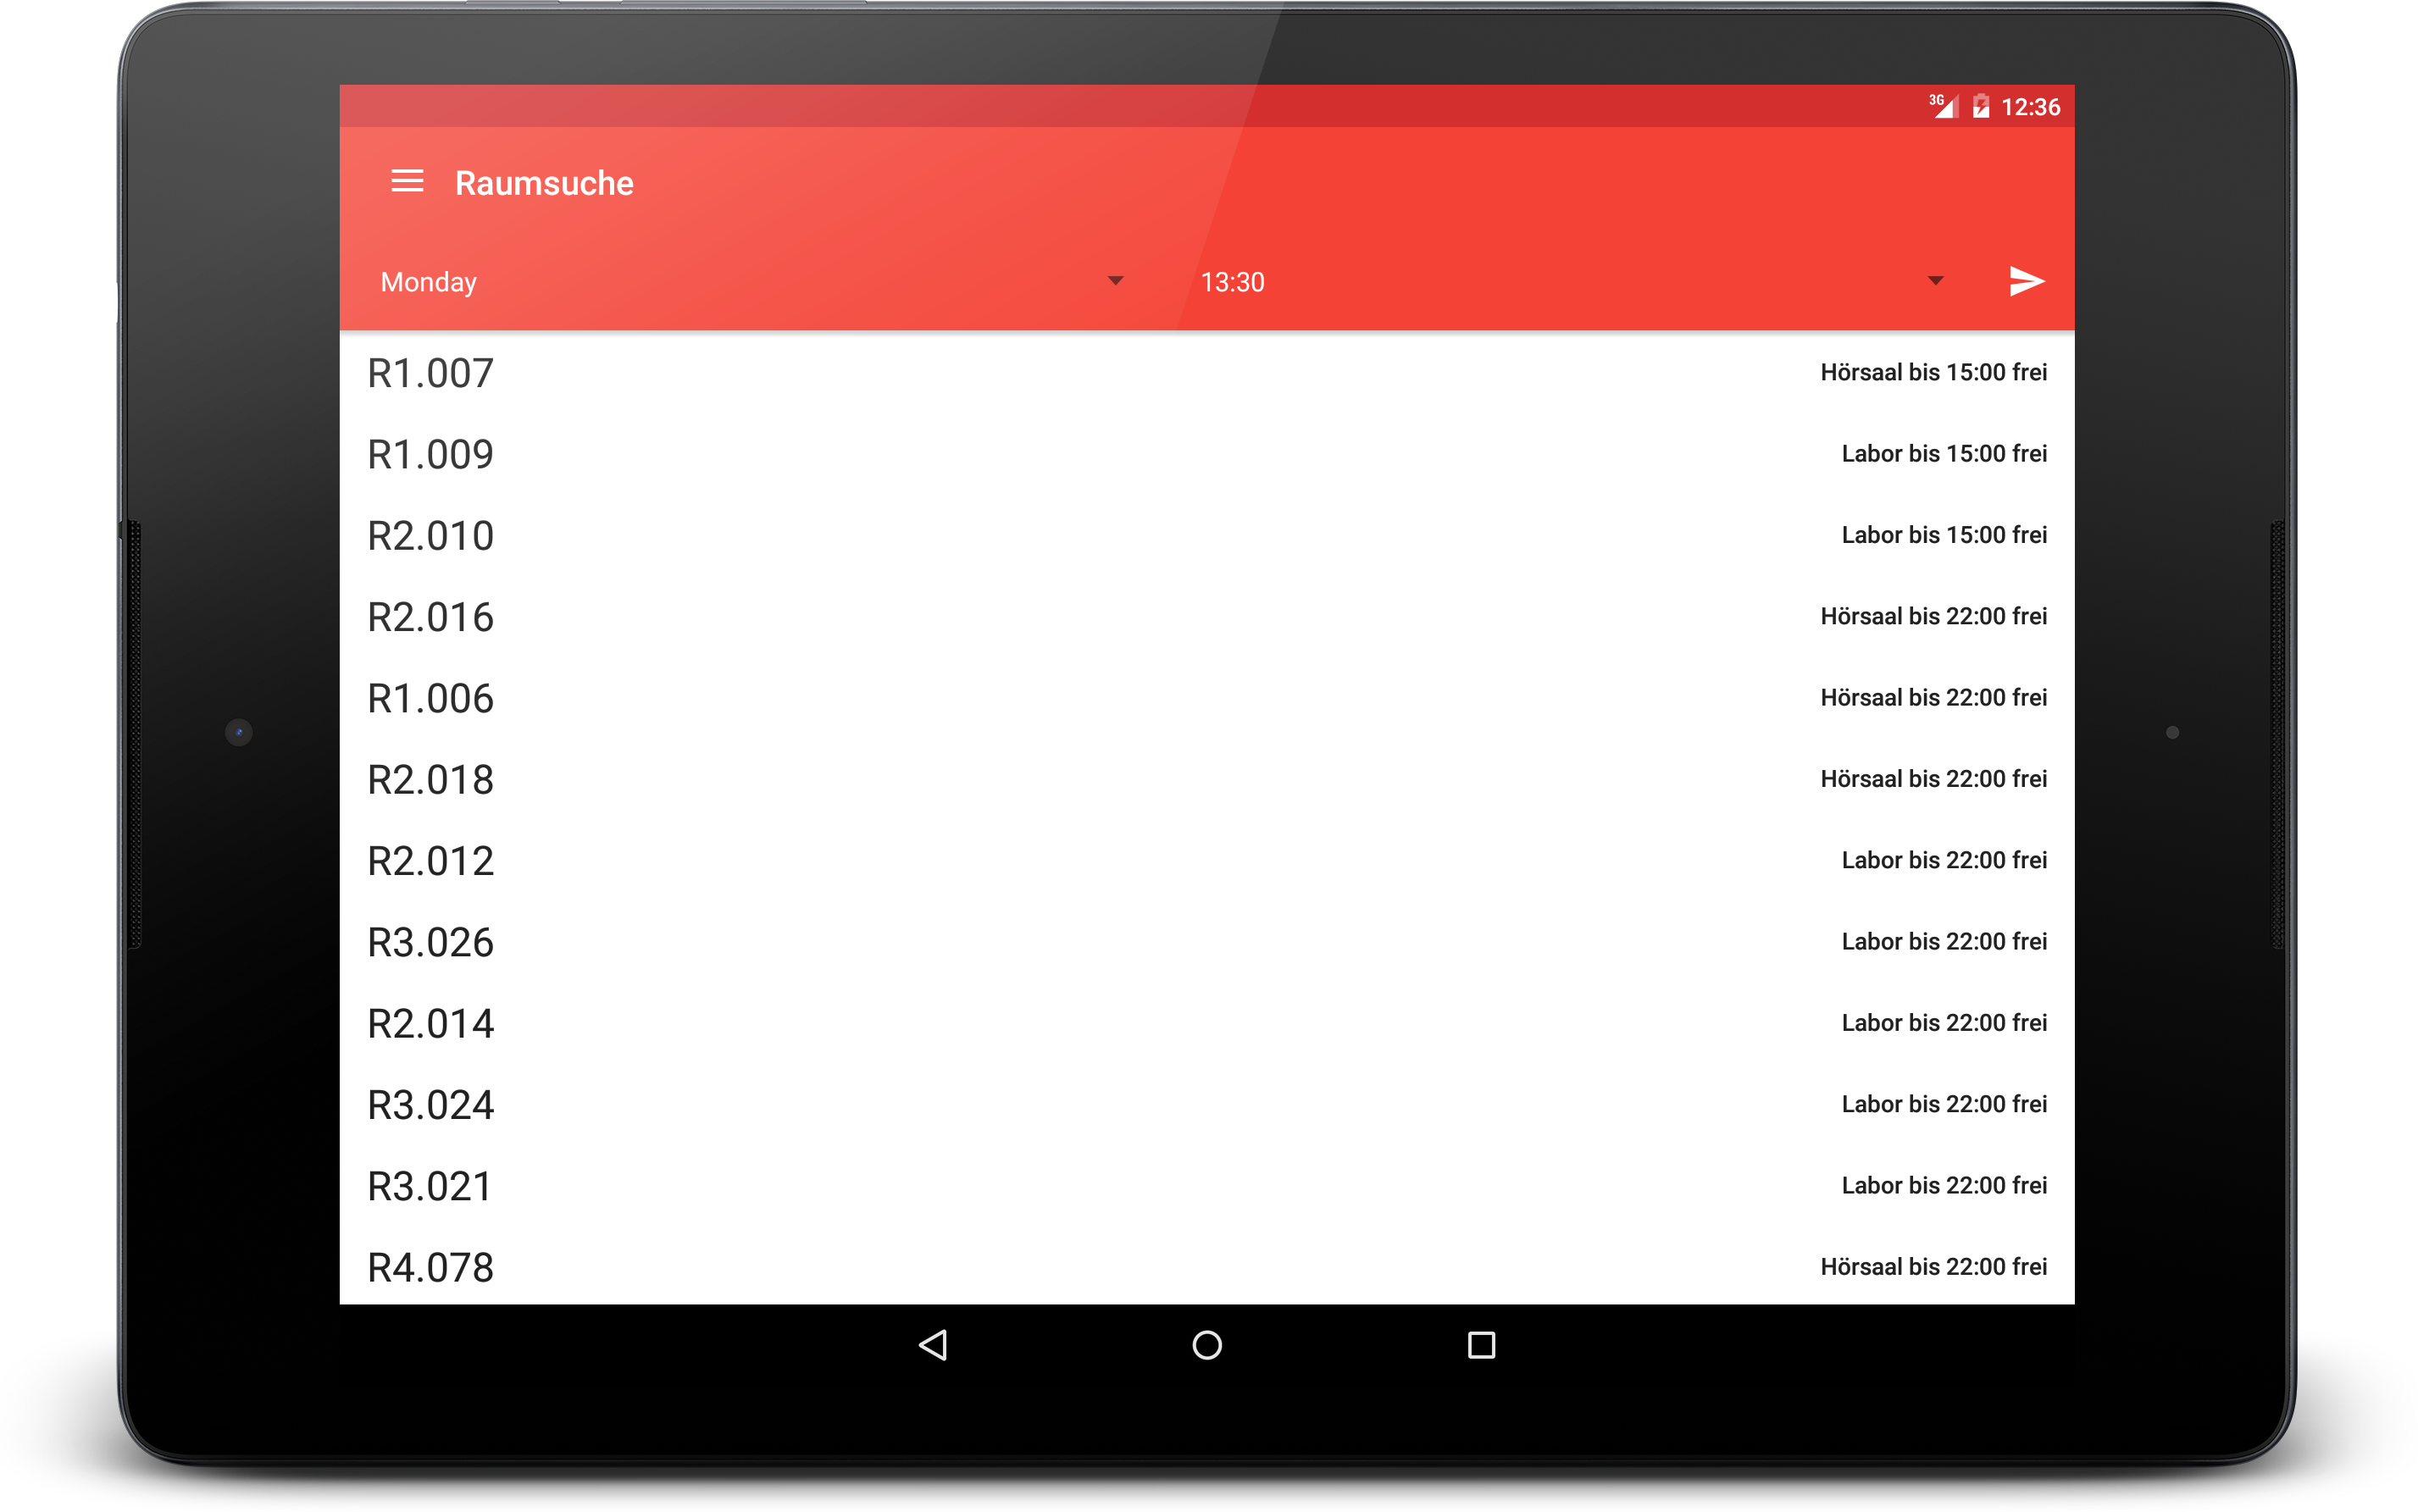 3G 12:36
Raumsuche
Monday 13:30
R1.007 Hörsaal bis 15:00 frei
R1.009 Labor bis 15:00 frei
R2.010 Labor bis 15:00 frei
R2.016 Hörsaal bis 22:00 frei
R1.006 Hörsaal bis 22:00 frei
R2.018 Hörsaal bis 22:00 frei
R2.012 Labor bis 22:00 frei
R3.026 Labor bis 22:00 frei
R2.014 Labor bis 22:00 frei
R3.024 Labor bis 22:00 frei
R3.021 Labor bis 22:00 frei
R4.078 Hörsaal bis 22:00 frei